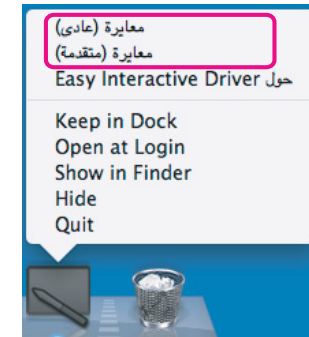 معايرة (عادى)
معايرة (متقدمة)
حول Easy Interactive Driver
Keep in Dock
Open at Login
Show in Finder
Hide
Quit